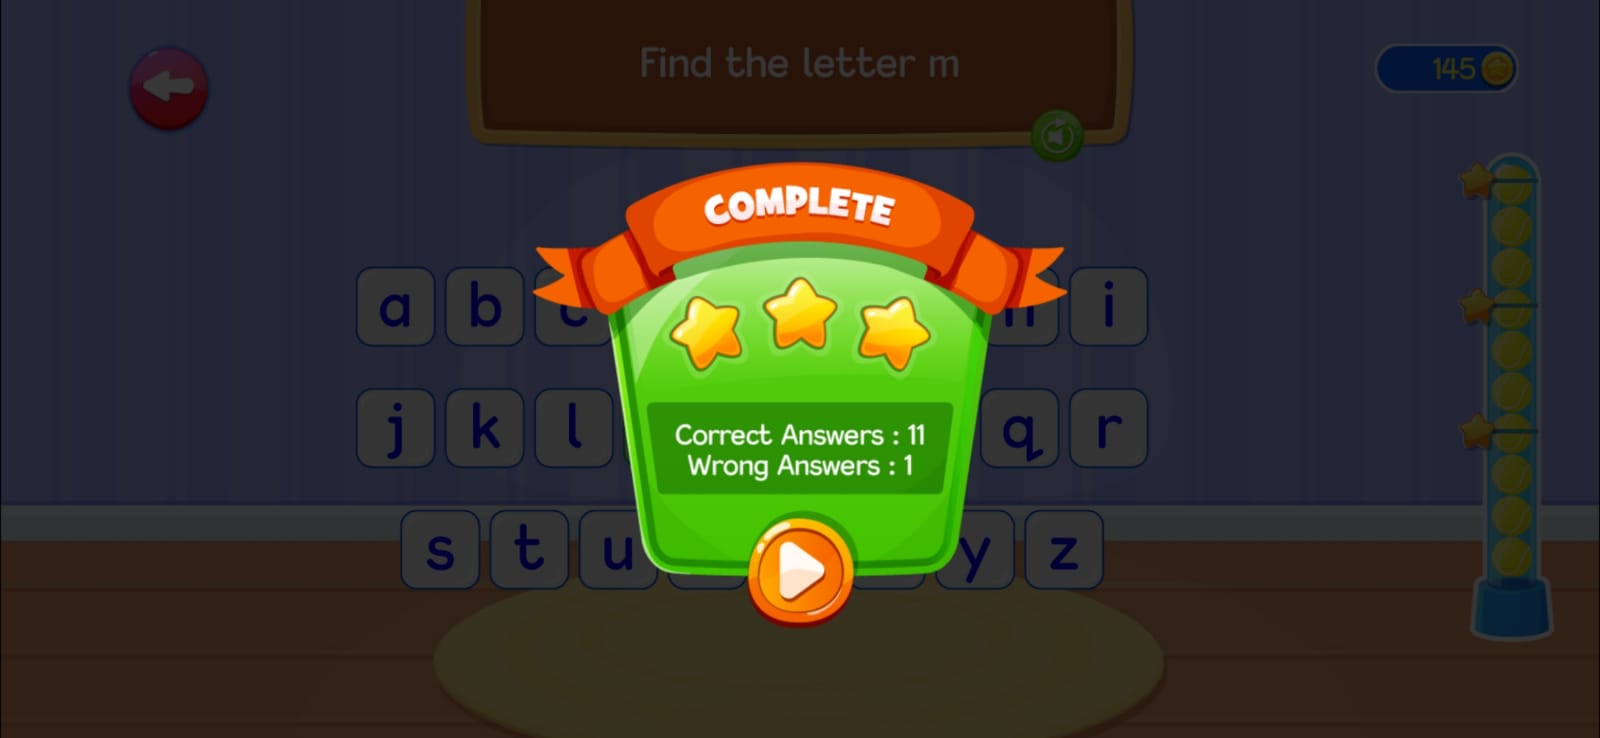 Find the letter m
145
COMPLETE
a b c i
j k l q r
s t u y z
Correct Answers : 11
Wrong Answers : 1